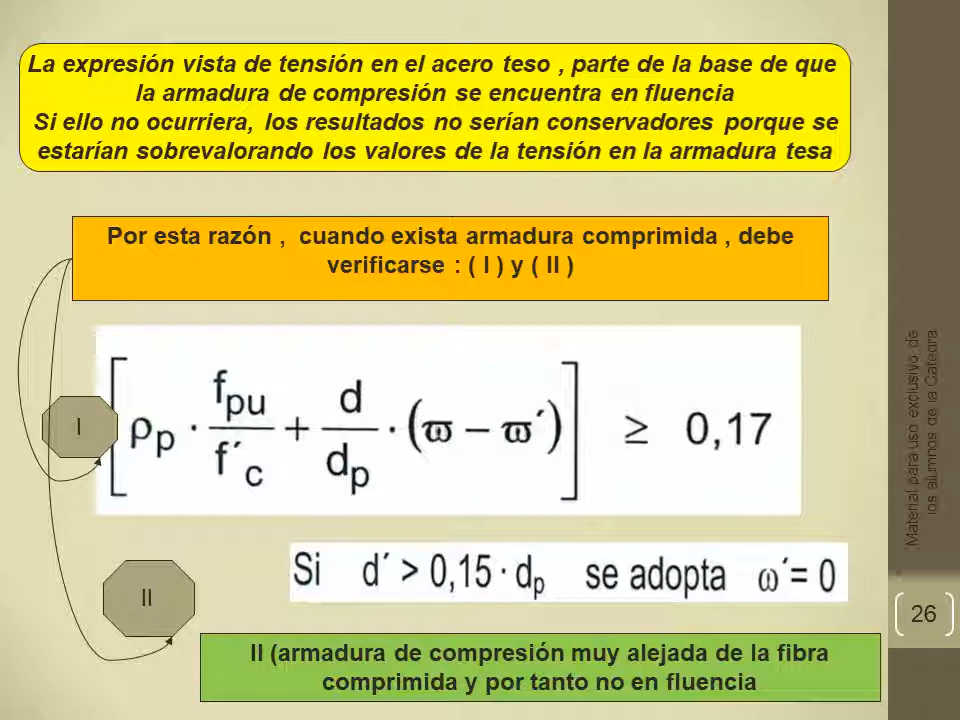 La expresión vista de tensión en el acero teso , parte de la base de que
la armadura de compresión se encuentra en fluencia
Si ello no ocurriera, los resultados no serían conservadores porque se
estarían sobrevalorando los valores de la tensión en la armadura tesa
Por esta razón , cuando exista armadura comprimida , debe
verificarse : ( I ) y ( II )
I
[ρp · fpu / f´c + d / dp · (ϖ − ϖ´)] ≥ 0,17
Si d´ > 0,15 · dp se adopta ω´= 0
II
II (armadura de compresión muy alejada de la fibra
comprimida y por tanto no en fluencia
Material para uso exclusivo de
los alumnos de la Catedra
26